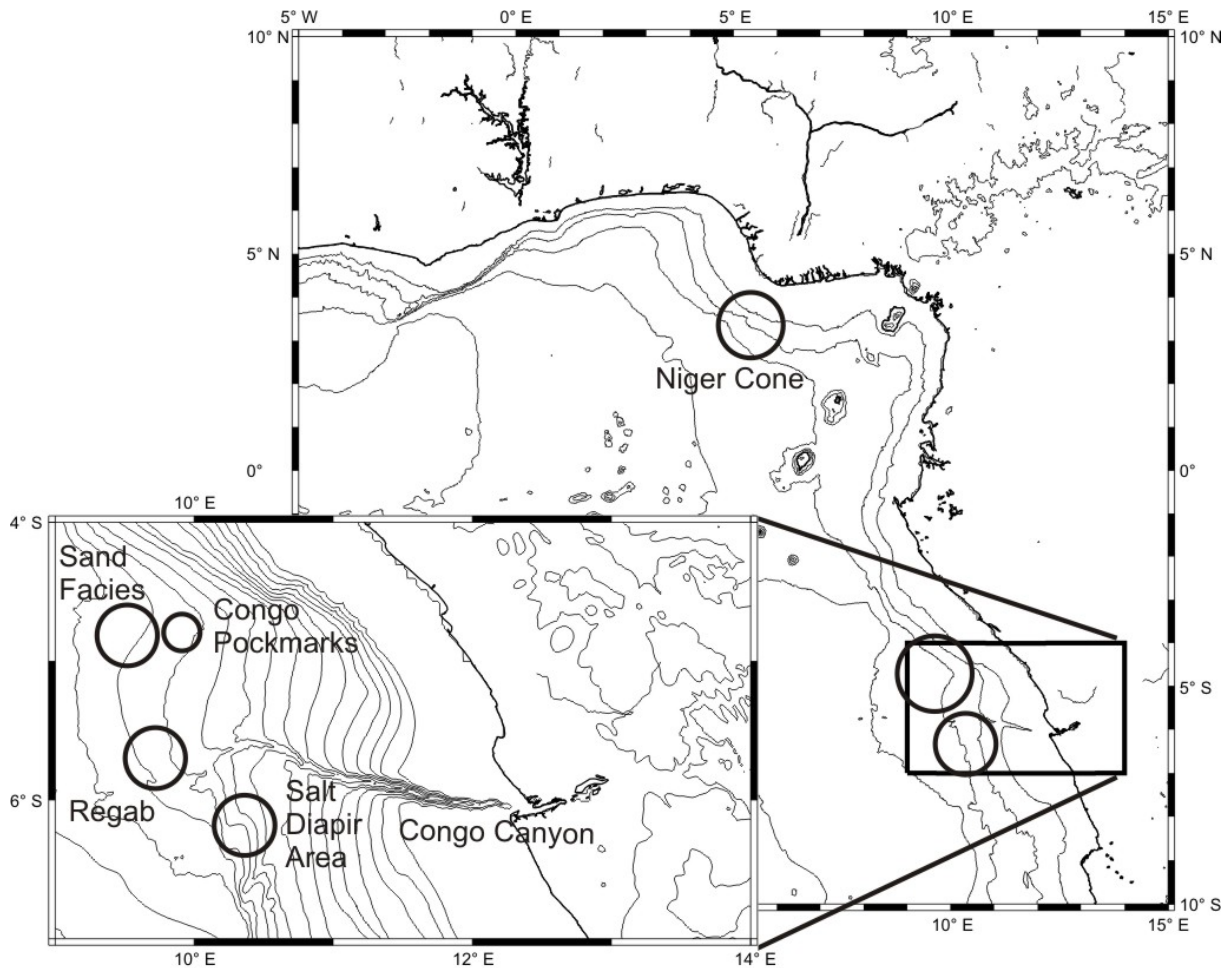 5° W 0° E 5° E 10° E 15° E
10° N 10° N
5° N 5° N
Niger Cone
0° 0°
10° E
4° S
Sand
Facies
Congo
Pockmarks
5° S
6° S
Regab
Salt
Diapir
Area
Congo Canyon
10° S
10° E 15° E
10° E 12° E 14° E